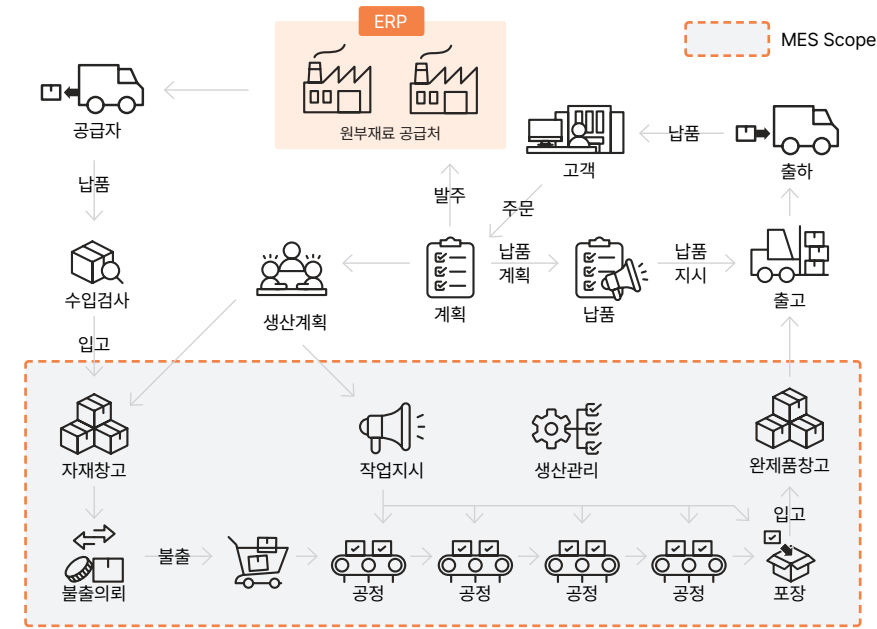 ERP
MES Scope
원부재료 공급처
공급자
고객
납품
출하
납품
발주
주문
수입검사
생산계획
계획
납품
계획
납품
납품
지시
출고
입고
자재창고
작업지시
생산관리
완제품창고
입고
불출의뢰
불출
공정
공정
공정
공정
포장